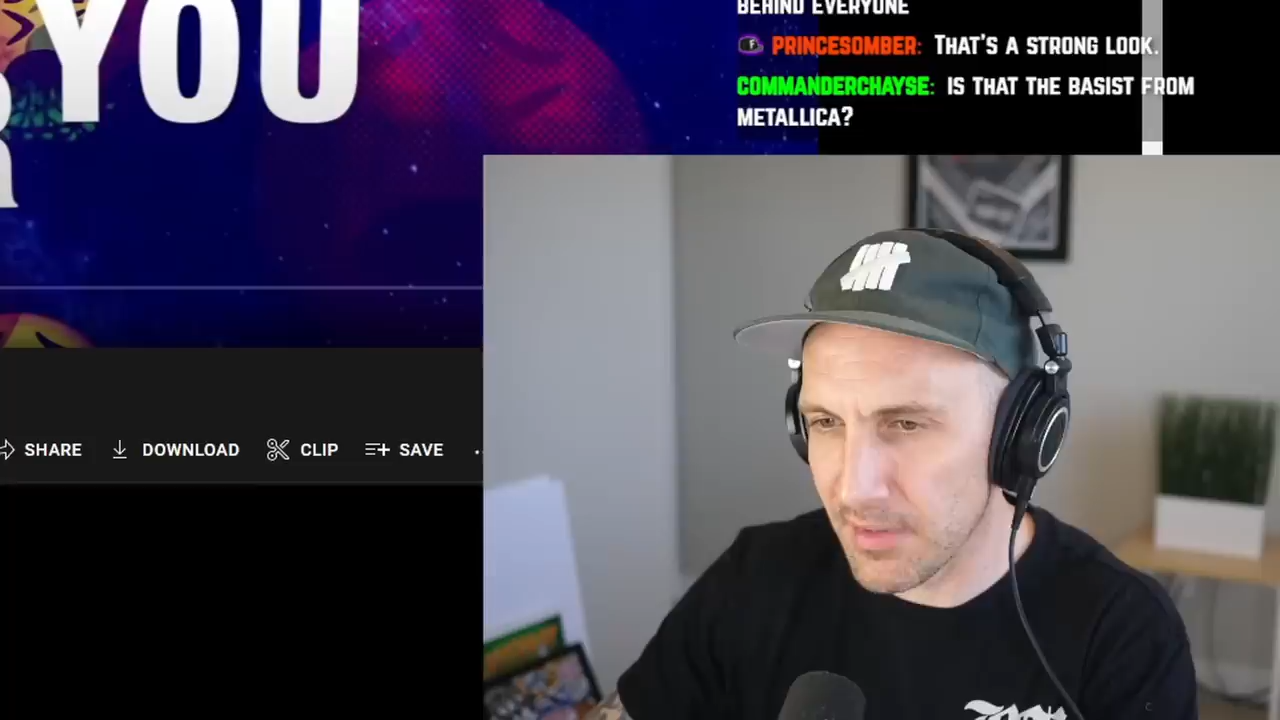 BEHIND EVERYONE
PRINCESOMBER: THAT'S A STRONG LOOK.
COMMANDERCHAYSE: IS THAT THE BASIST FROM
METALLICA?
YOU
SHARE
DOWNLOAD
CLIP
SAVE